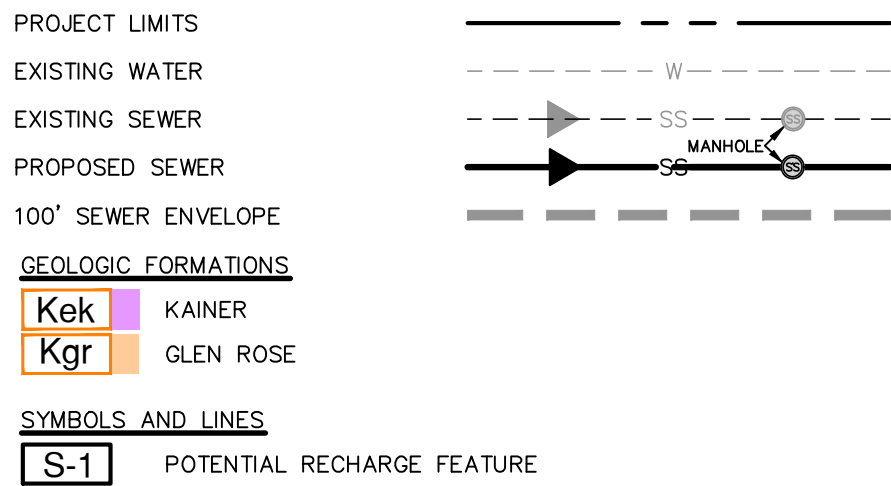 PROJECT LIMITS
EXISTING WATER W
EXISTING SEWER SS SS
MANHOLE
PROPOSED SEWER SS SS
100' SEWER ENVELOPE
GEOLOGIC FORMATIONS
Kek KAINER
Kgr GLEN ROSE
SYMBOLS AND LINES
S-1 POTENTIAL RECHARGE FEATURE